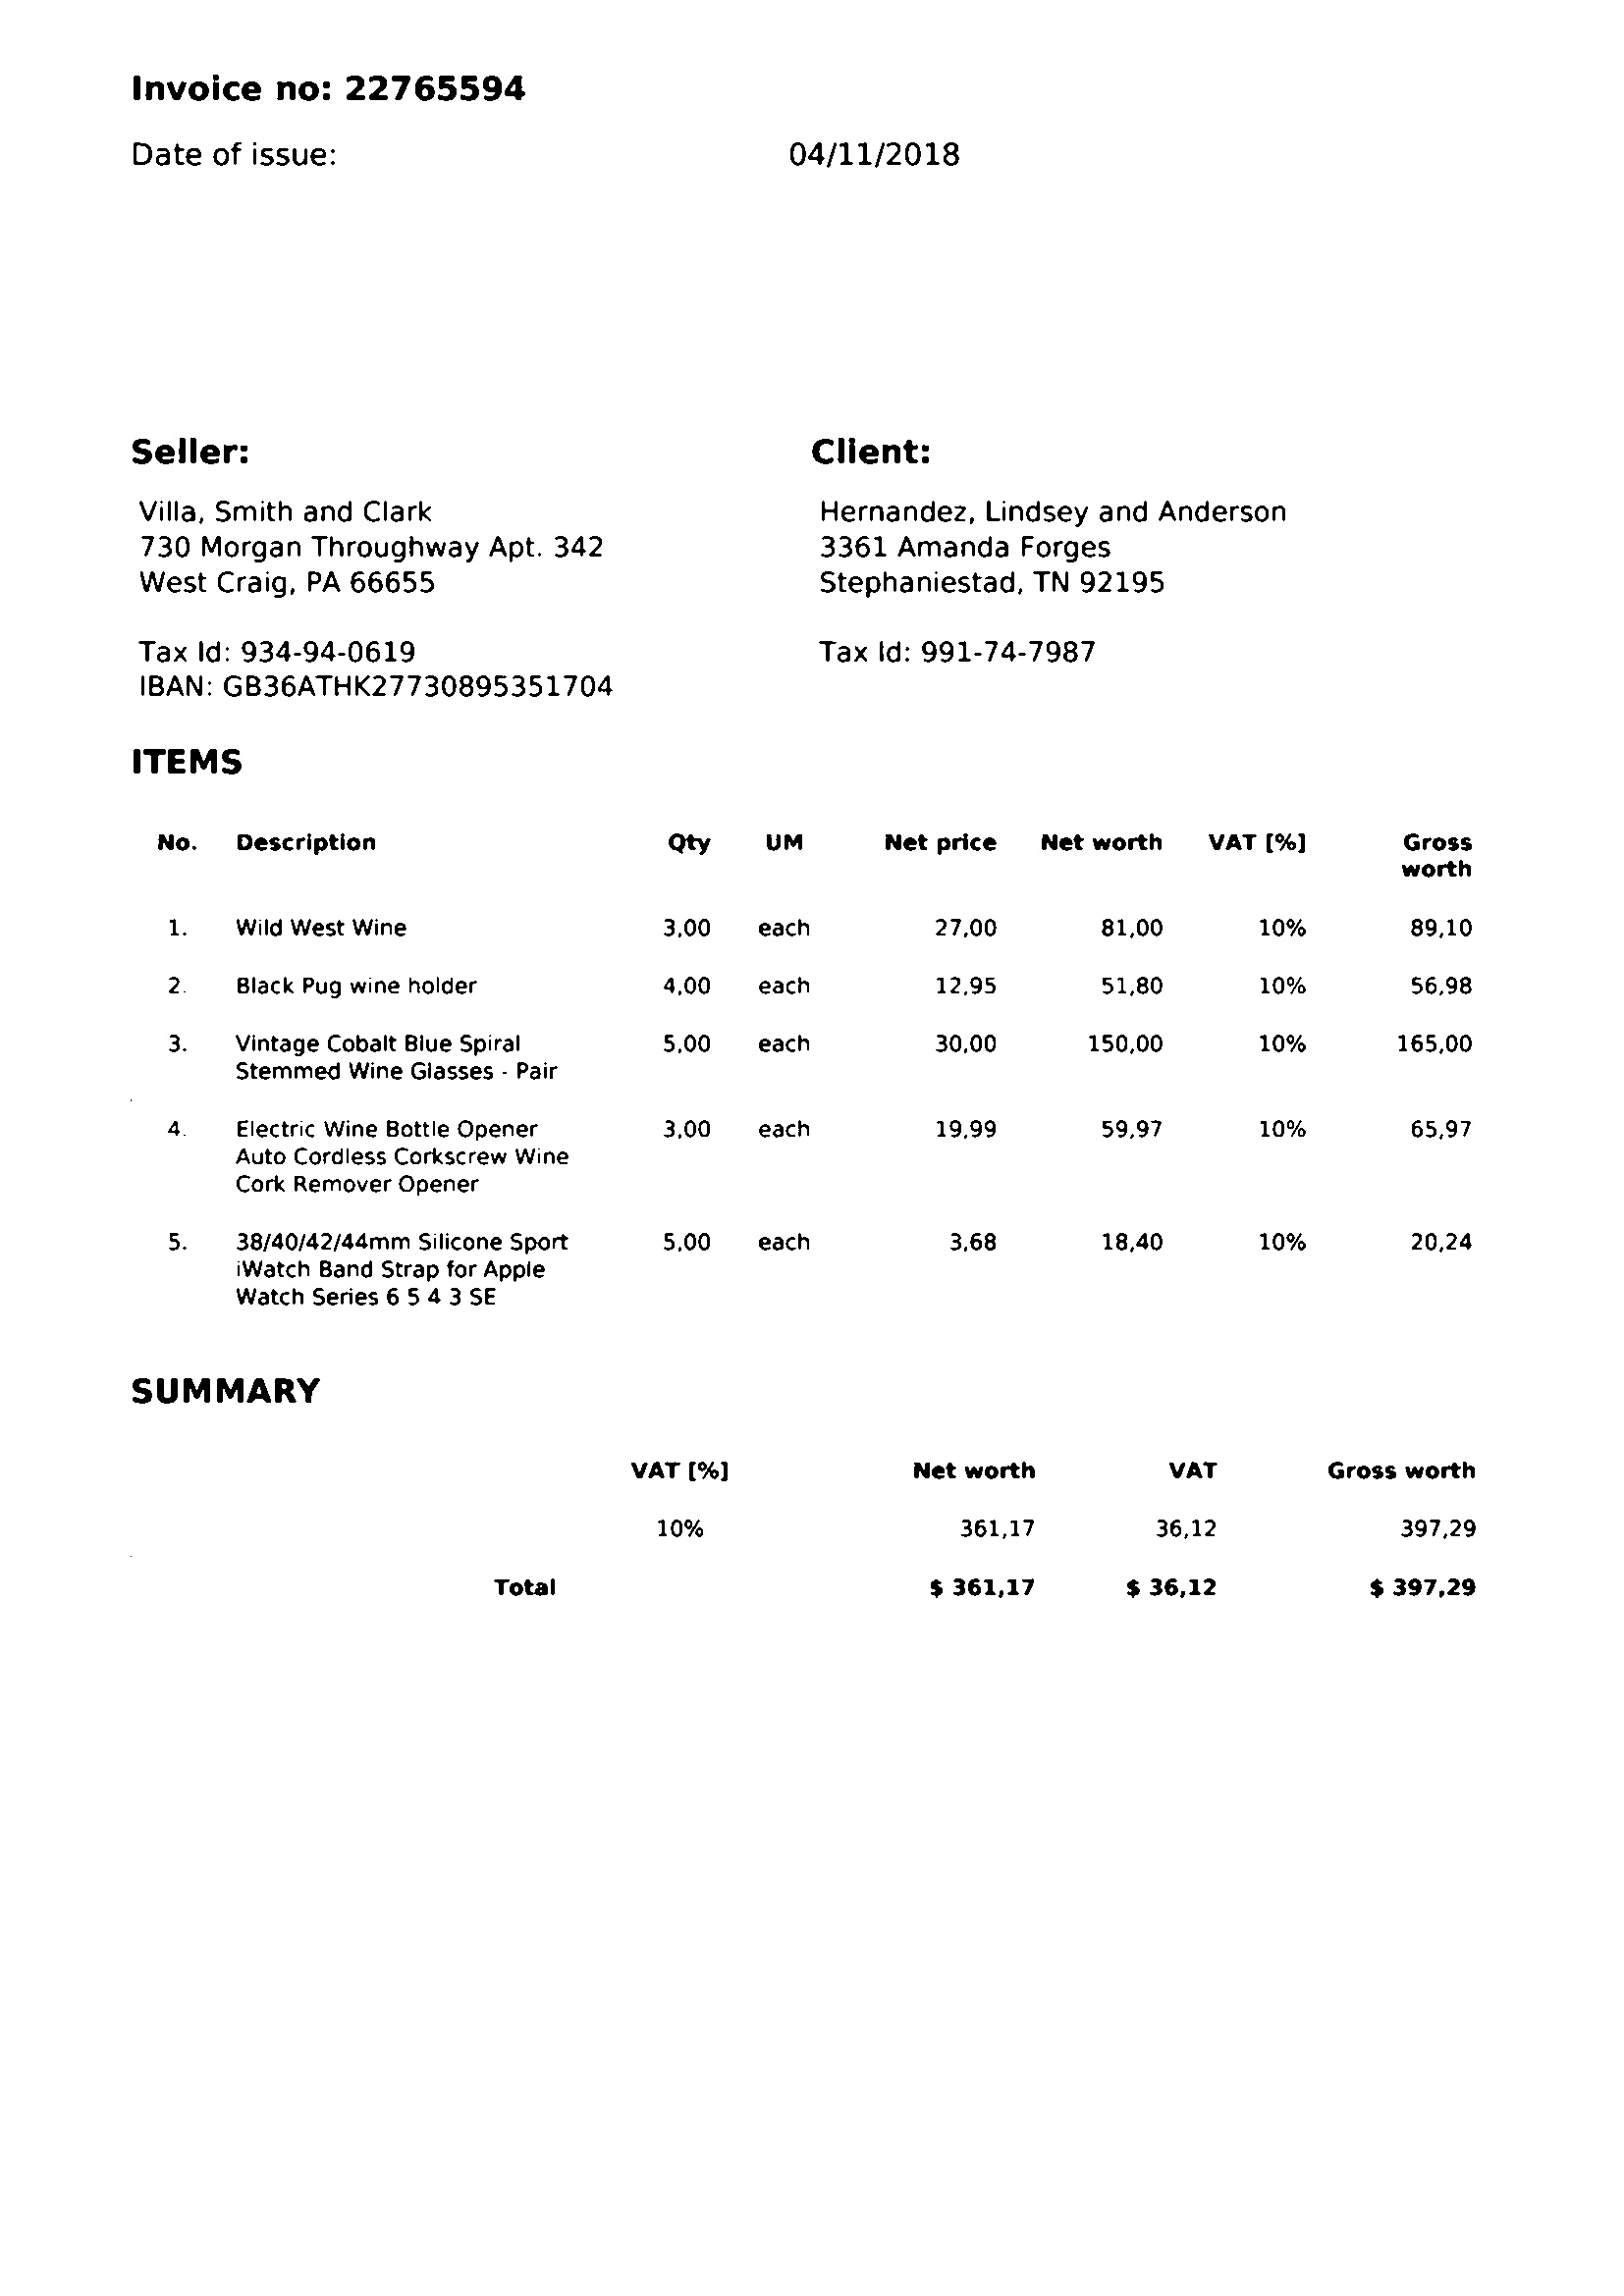 Invoice no: 22765594
Date of issue: 04/11/2018
Seller: Client:
Villa, Smith and Clark Hernandez, Lindsey and Anderson
730 Morgan Throughway Apt. 342 3361 Amanda Forges
West Craig, PA 66655 Stephaniestad, TN 92195
Tax Id: 934-94-0619 Tax Id: 991-74-7987
IBAN: GB36ATHK27730895351704
ITEMS
No. Description Qty UM Net price Net worth VAT [%] Gross
worth
1. Wild West Wine 3,00 each 27,00 81,00 10% 89,10
2. Black Pug wine holder 4,00 each 12,95 51,80 10% 56,98
3. Vintage Cobalt Blue Spiral 5,00 each 30,00 150,00 10% 165,00
Stemmed Wine Glasses - Pair
4. Electric Wine Bottle Opener 3,00 each 19,99 59,97 10% 65,97
Auto Cordless Corkscrew Wine
Cork Remover Opener
5. 38/40/42/44mm Silicone Sport 5,00 each 3,68 18,40 10% 20,24
iWatch Band Strap for Apple
Watch Series 6 5 4 3 SE
SUMMARY
VAT [%] Net worth VAT Gross worth
10% 361,17 36,12 397,29
Total $ 361,17 $ 36,12 $ 397,29